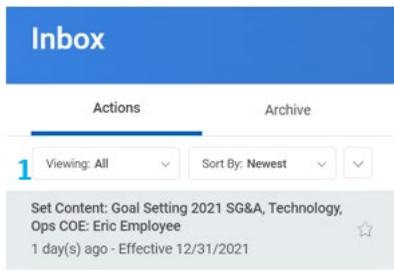 Inbox
Actions Archive
1 Viewing: All Sort By: Newest
Set Content: Goal Setting 2021 SG&A, Technology,
Ops COE: Eric Employee
1 day(s) ago - Effective 12/31/2021